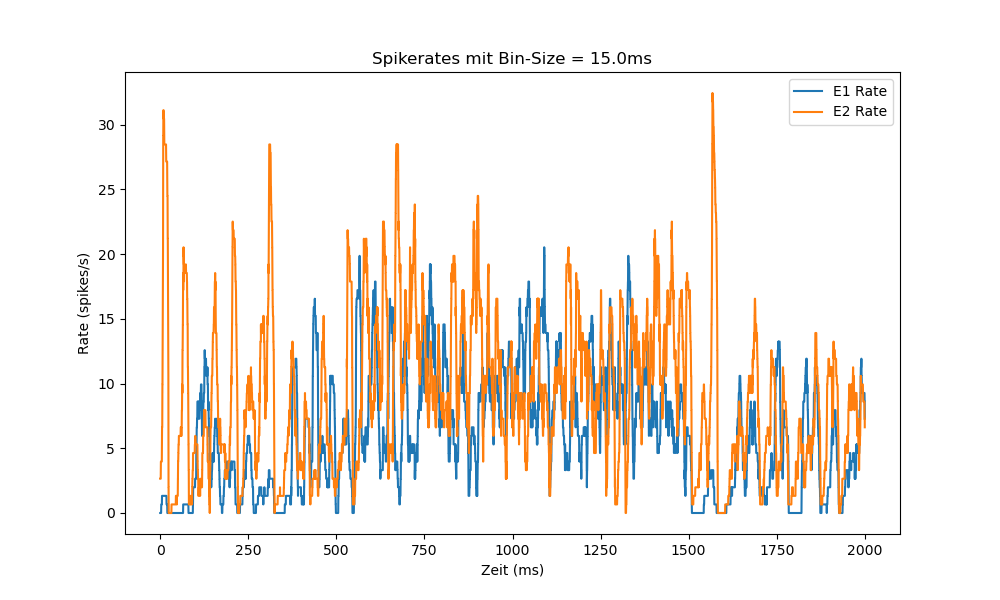 Spikerates mit Bin-Size = 15.0ms
E1 Rate
E2 Rate
30
25
20
15
10
5
0
Rate (spikes/s)
0 250 500 750 1000 1250 1500 1750 2000
Zeit (ms)